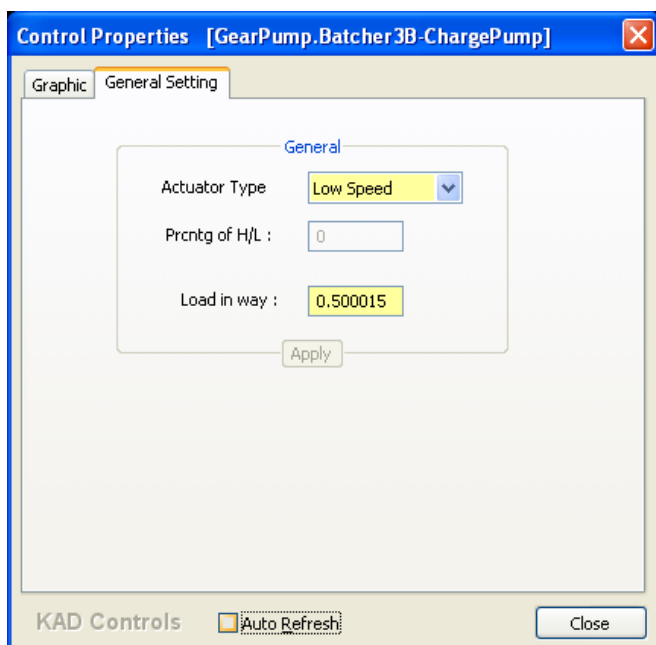 Control Properties [GearPump.Batcher3B-ChargePump]
Graphic General Setting
General
Actuator Type Low Speed
Prcntg of H/L : 0
Load in way : 0.500015
Apply
KAD Controls Auto Refresh Close